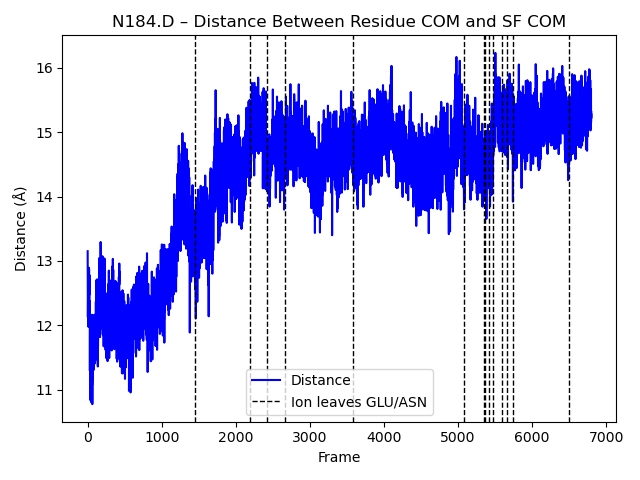 N184.D – Distance Between Residue COM and SF COM
16
15
14
13
12
11
Distance (Å)
Distance
Ion leaves GLU/ASN
0 1000 2000 3000 4000 5000 6000 7000
Frame